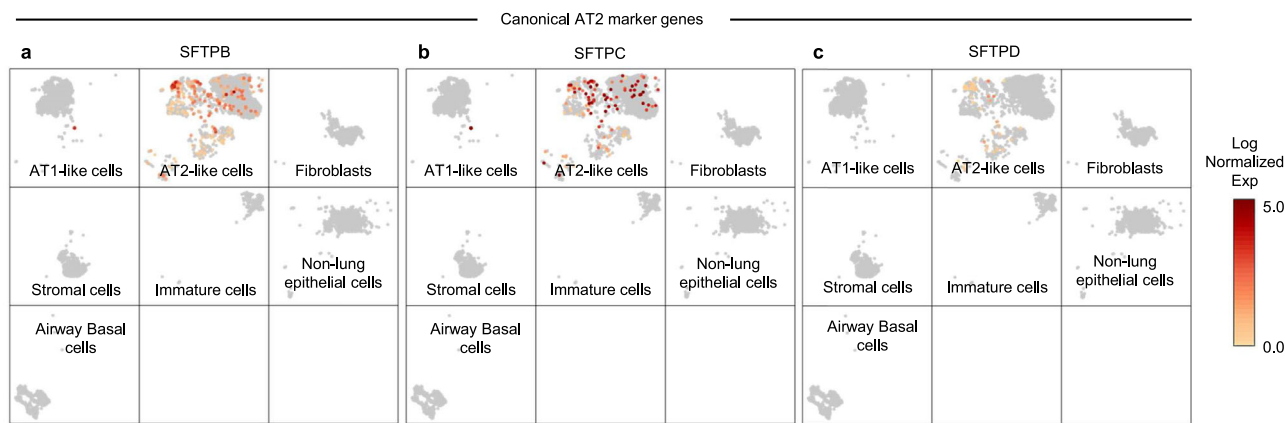 Canonical AT2 marker genes
a
SFTPB
b
SFTPC
c
SFTPD
AT1-like cells
AT2-like cells
Fibroblasts
Stromal cells
Immature cells
Non-lung
epithelial cells
Airway Basal
cells
AT1-like cells
AT2-like cells
Fibroblasts
Stromal cells
Immature cells
Non-lung
epithelial cells
Airway Basal
cells
AT1-like cells
AT2-like cells
Fibroblasts
Stromal cells
Immature cells
Non-lung
epithelial cells
Airway Basal
cells
Log
Normalized
Exp
5.0
0.0